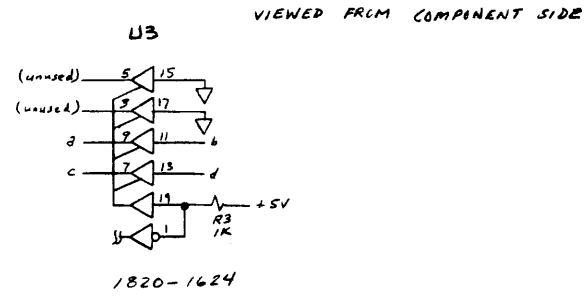 VIEWED FROM COMPONENT SIDE
U3
(unused) 5 15
(unused) 3 17
a 9 11 b
c 7 13 d
19 +5V
R3
1K
1
1820-1624